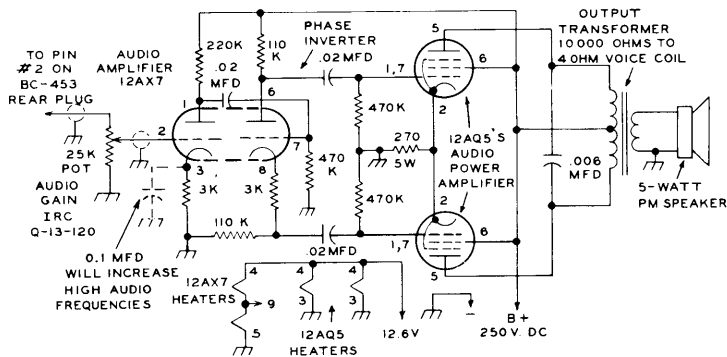 TO PIN
#2 ON
BC-453
REAR PLUG
AUDIO
AMPLIFIER
12AX7
220K
110
K
.02
MFD
PHASE
INVERTER
.02MFD
OUTPUT
TRANSFORMER
10000 OHMS TO
4 OHM VOICE COIL
1
6
2
7
3
8
25K
POT
AUDIO
GAIN
IRC
Q-13-120
3K
3K
470
K
110 K
0.1 MFD
WILL INCREASE
HIGH AUDIO
FREQUENCIES
470K
470K
270
5W
.02MFD
5
1,7
6
2
12AQ5'S
AUDIO
POWER
AMPLIFIER
2
1,7
6
5
.006
MFD
5-WATT
PM SPEAKER
12AX7
HEATERS
4
9
5
4
3
4
3
12AQ5
HEATERS
12.6V
–
B+
250V. DC